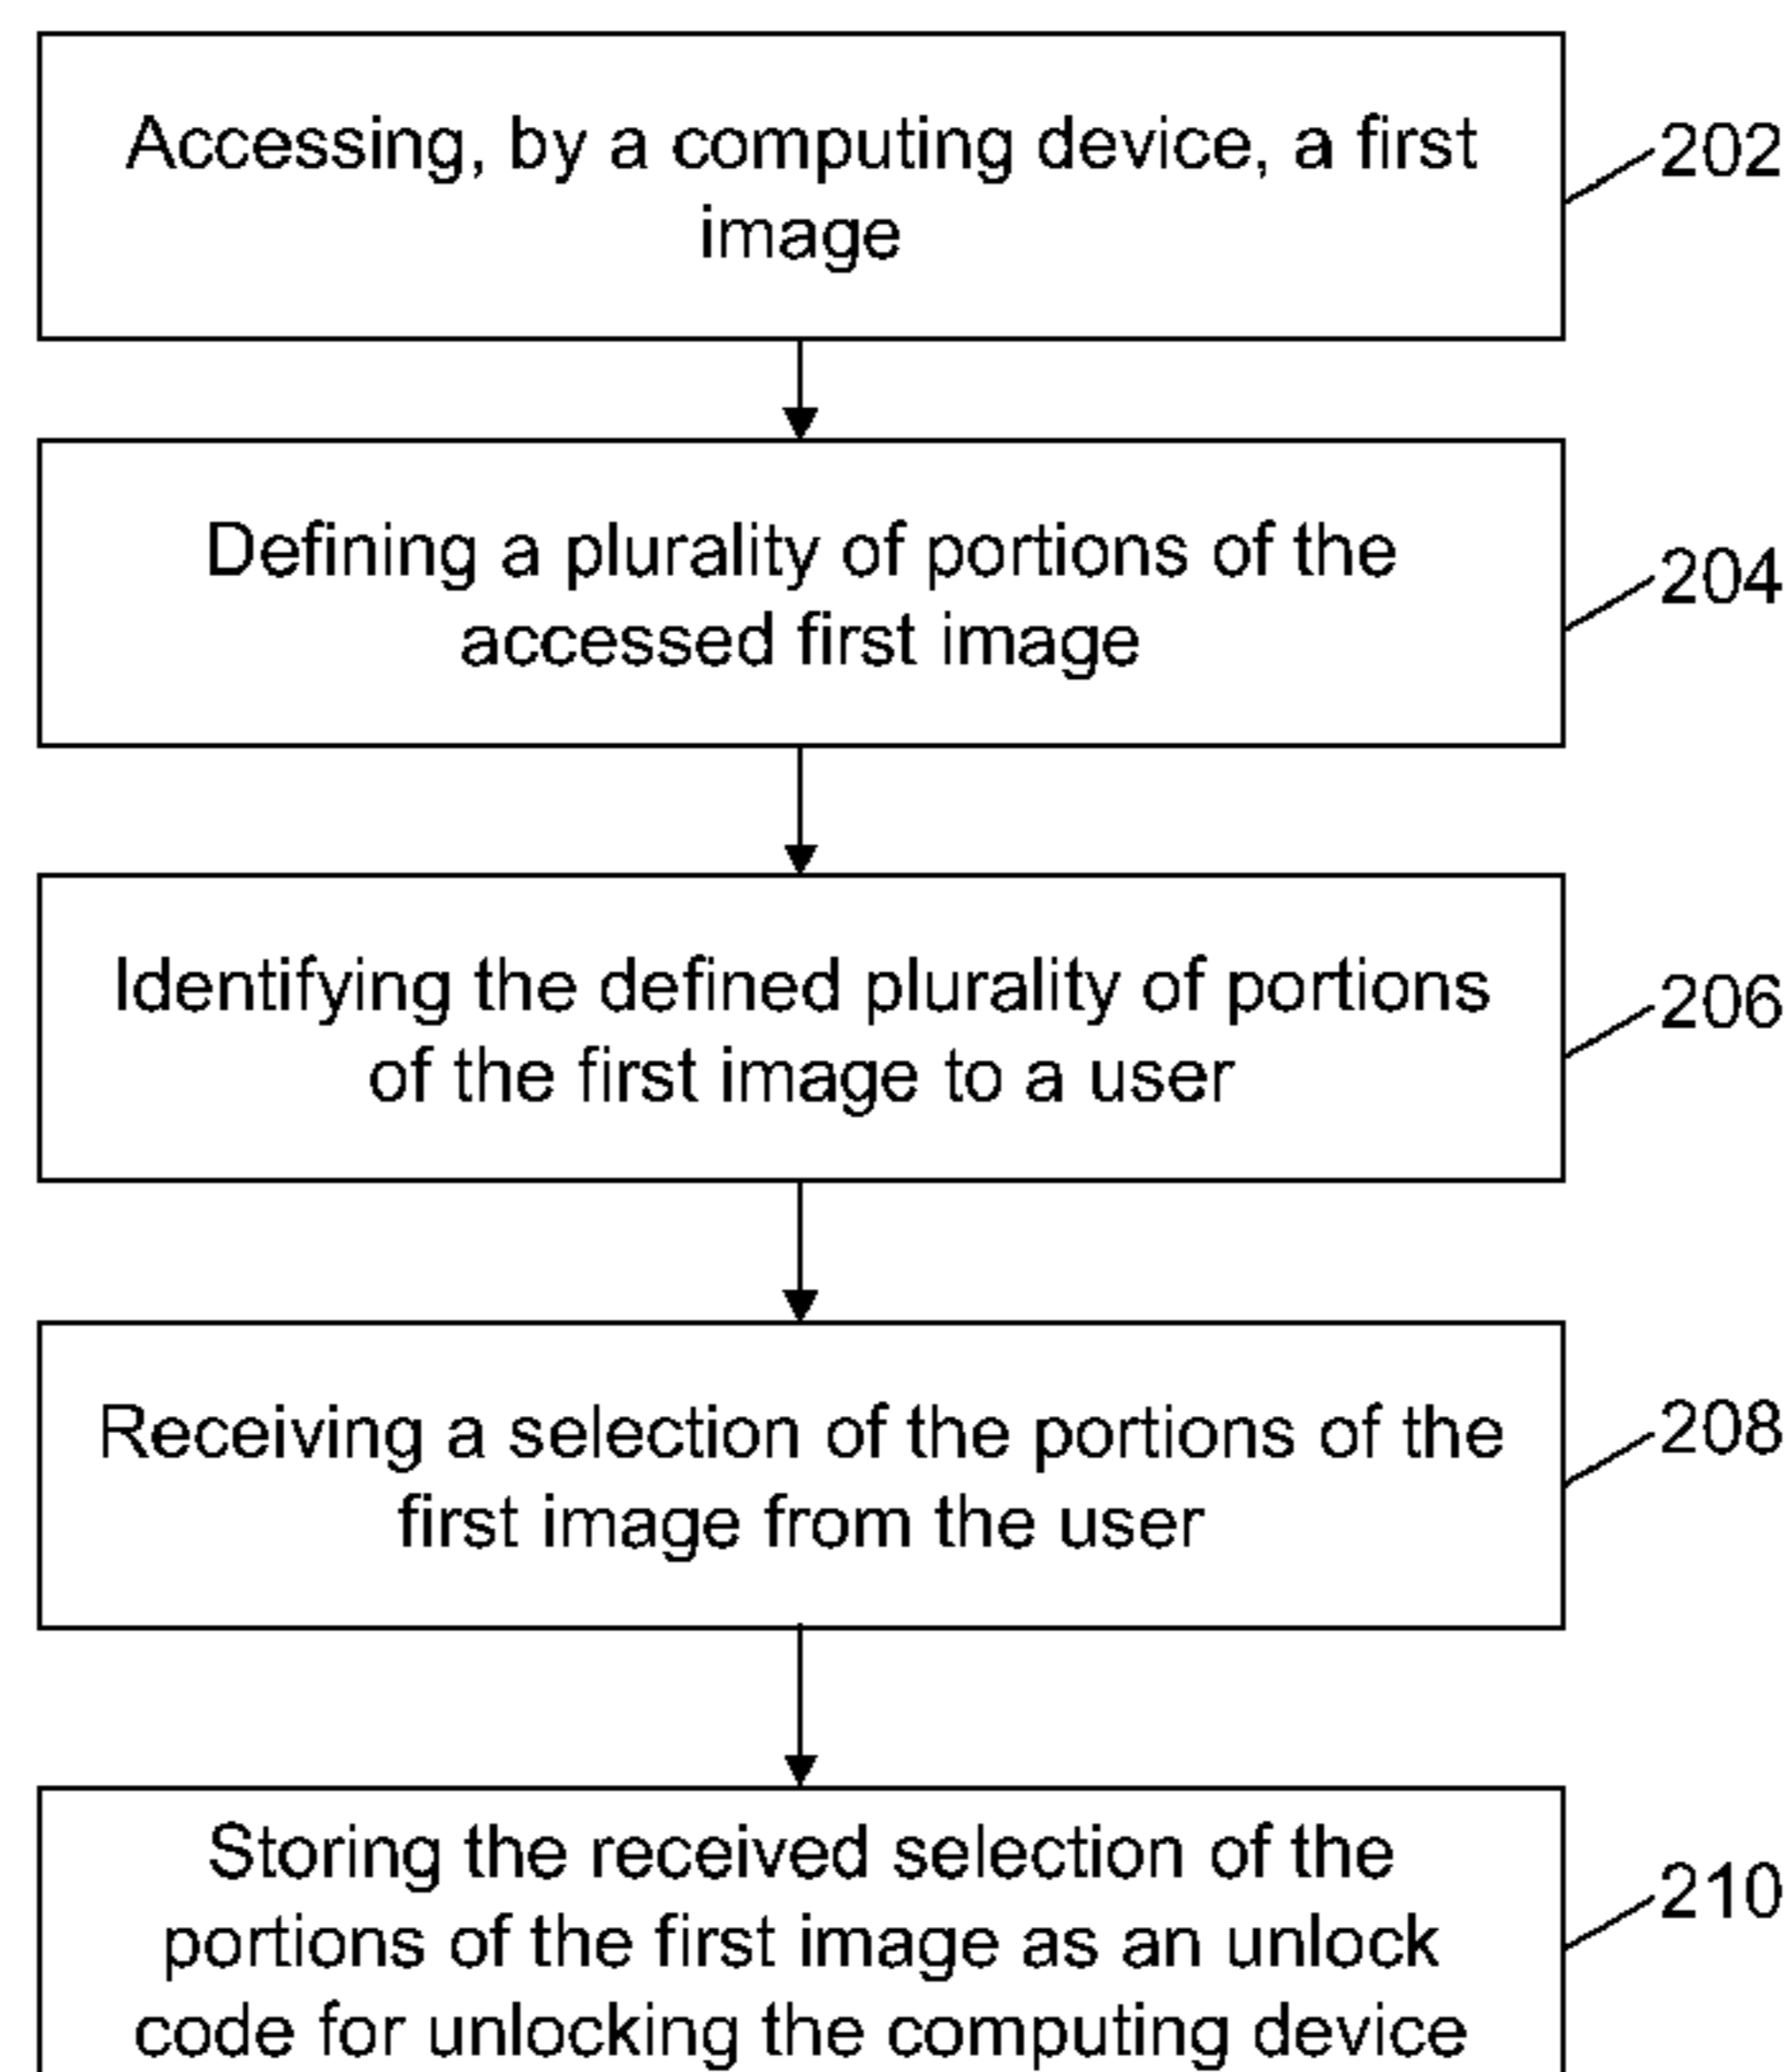 Accessing, by a computing device, a first
image
202
Defining a plurality of portions of the
accessed first image
204
Identifying the defined plurality of portions
of the first image to a user
206
Receiving a selection of the portions of the
first image from the user
208
Storing the received selection of the
portions of the first image as an unlock
code for unlocking the computing device
210